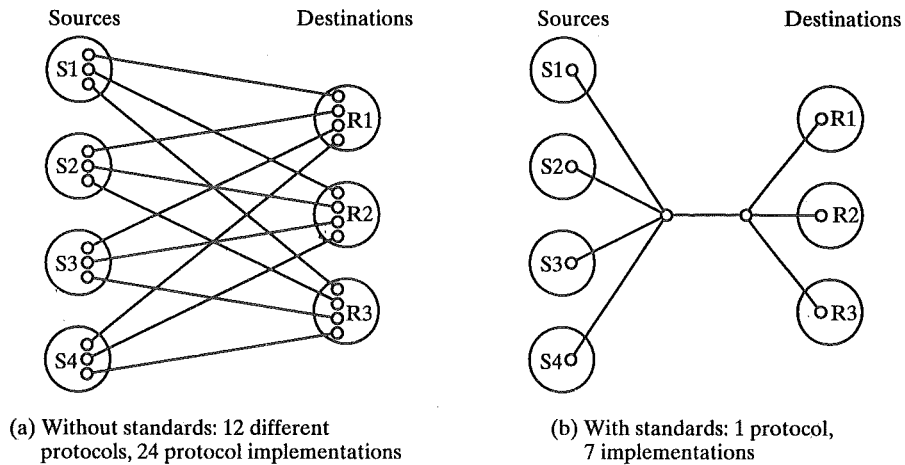 Sources
Destinations
S1
R1
S2
R2
S3
R3
S4
(a) Without standards: 12 different
protocols, 24 protocol implementations
Sources
Destinations
S1
R1
S2
R2
S3
R3
S4
(b) With standards: 1 protocol,
7 implementations